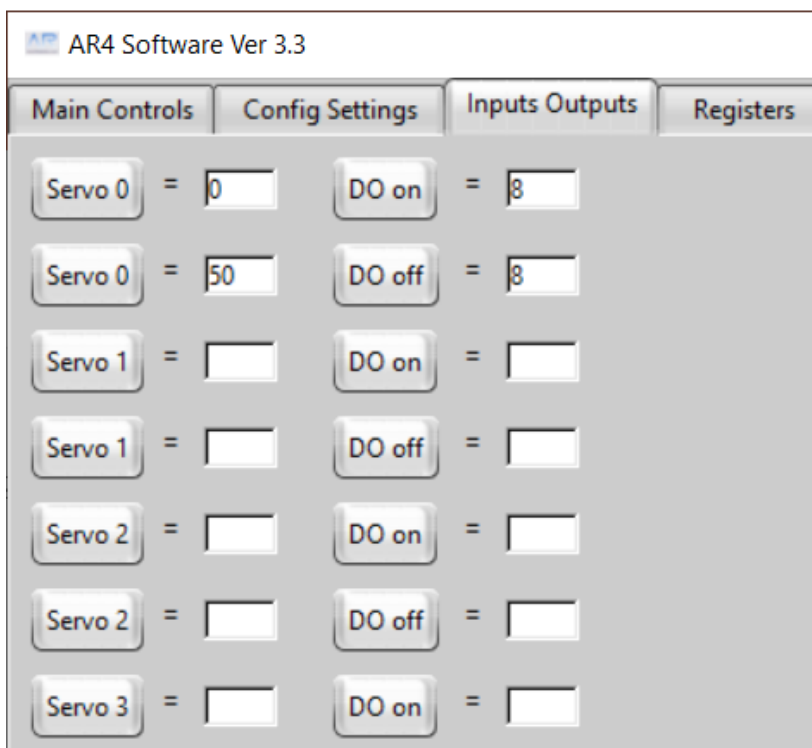 AR4 Software Ver 3.3
Main Controls Config Settings Inputs Outputs Registers
Servo 0 = 0 DO on = 8
Servo 0 = 50 DO off = 8
Servo 1 = DO on =
Servo 1 = DO off =
Servo 2 = DO on =
Servo 2 = DO off =
Servo 3 = DO on =